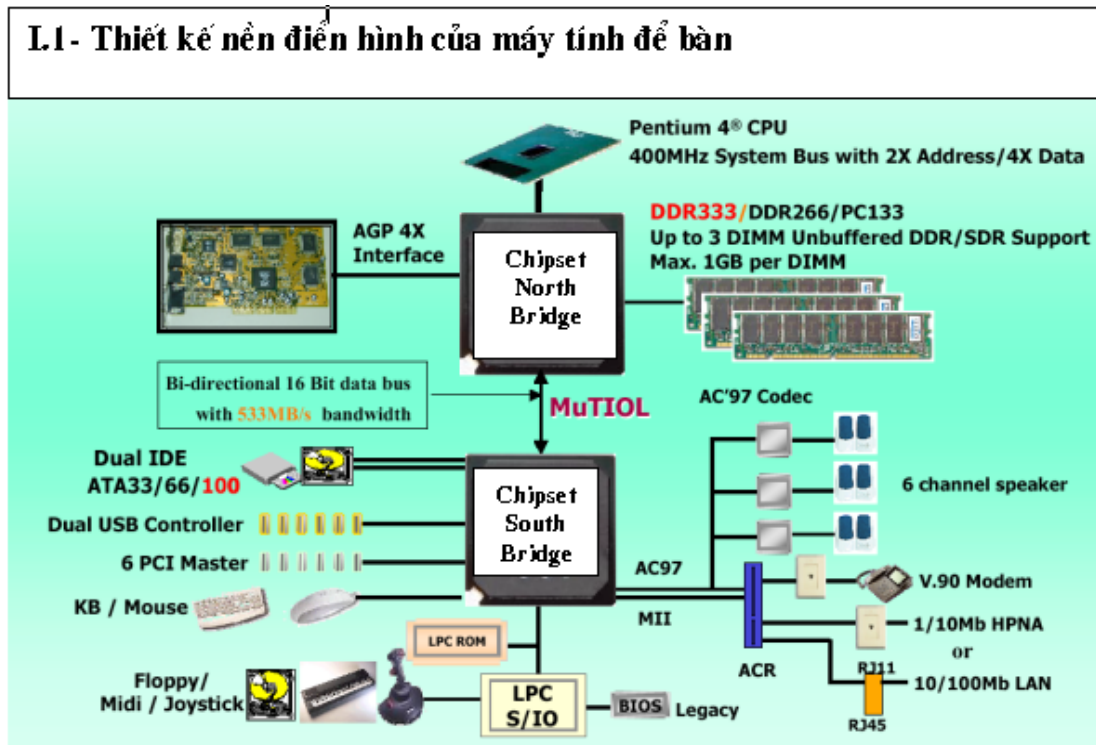 I.1- Thiết kế nền điển hình của máy tính để bàn
Pentium 4® CPU
400MHz System Bus with 2X Address/4X Data
AGP 4X
Interface
Chipset
North
Bridge
DDR333/DDR266/PC133
Up to 3 DIMM Unbuffered DDR/SDR Support
Max. 1GB per DIMM
Bi-directional 16 Bit data bus
with 533MB/s bandwidth
MuTIOL
AC'97 Codec
Dual IDE
ATA33/66/100
Chipset
South
Bridge
6 channel speaker
Dual USB Controller
6 PCI Master
KB / Mouse
AC97
MII
V.90 Modem
1/10Mb HPNA
or
10/100Mb LAN
ACR
RJ11
RJ45
LPC ROM
Floppy/
Midi / Joystick
LPC
S/IO
BIOS
Legacy